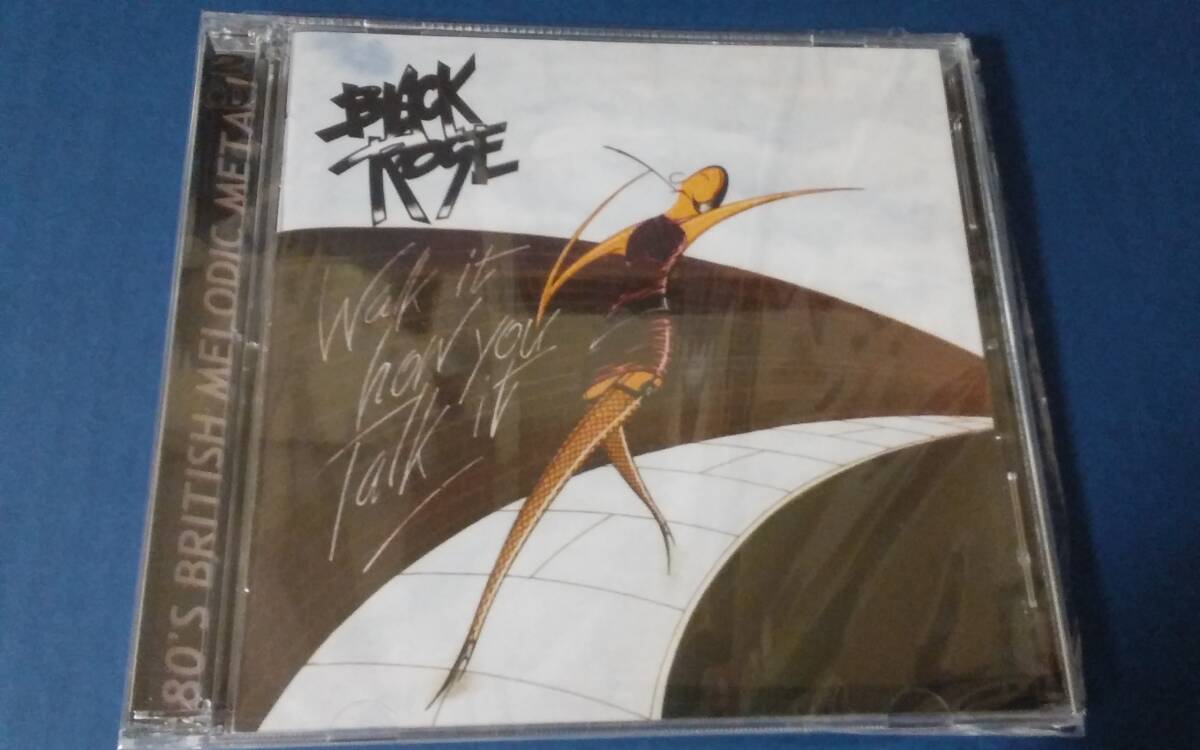 BLACK
ROSE
Walk it
how you
Talk it
80'S BRITISH MELODIC METAL